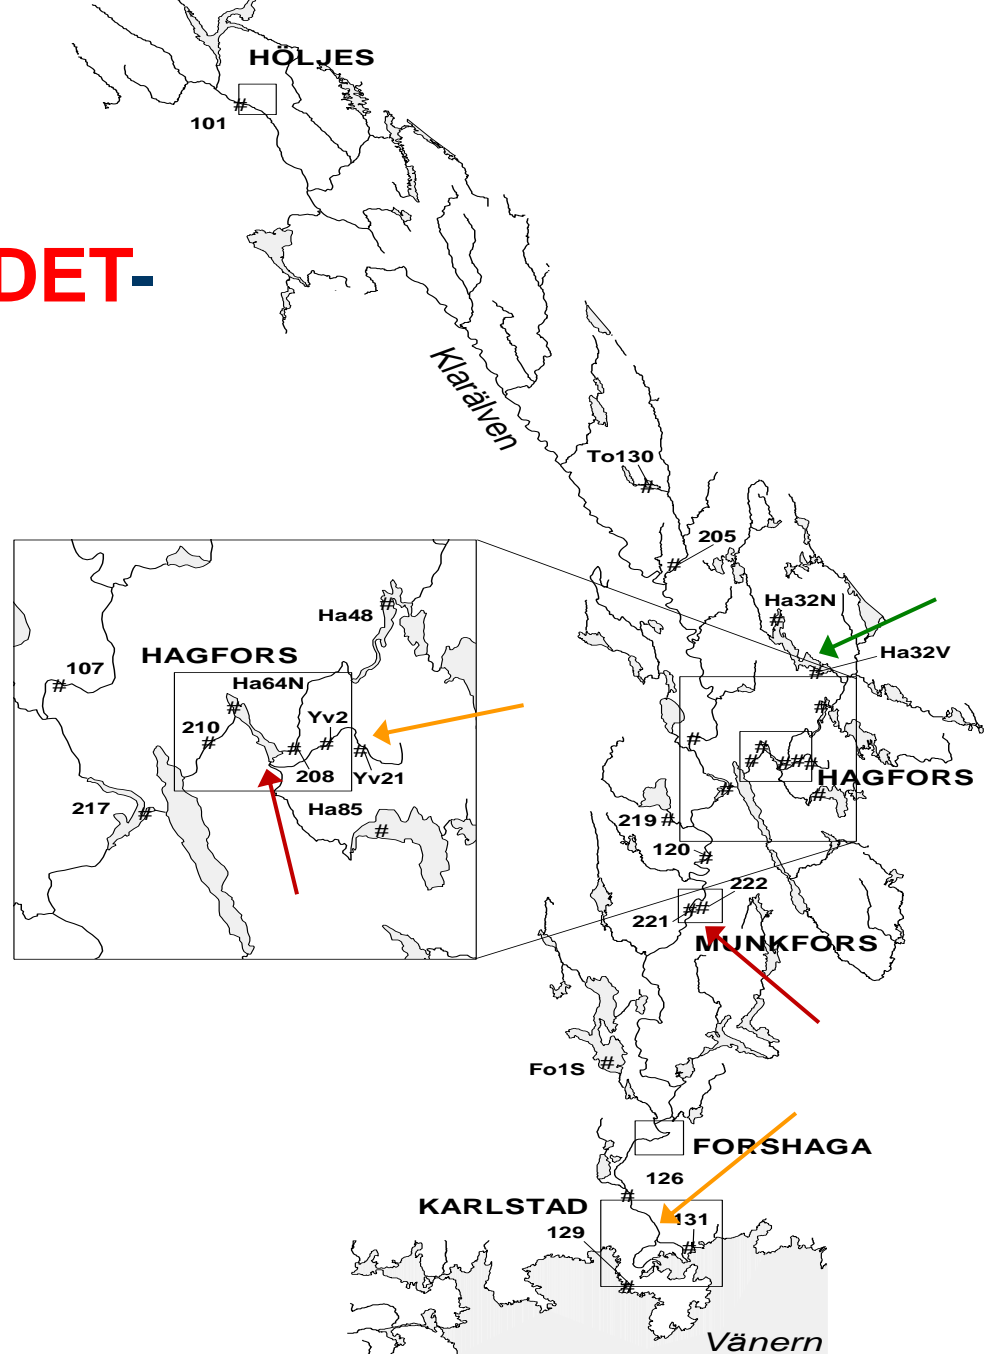 HÖLJES
101
DET-
Klarälven
To130
205
Ha32N
Ha48
Ha32V
107
HAGFORS
Ha64N
Yv2
210
208
Yv21
HAGFORS
217
Ha85
219
120
222
221
MUNKFORS
Fo1S
FORSHAGA
126
KARLSTAD
131
129
Vänern